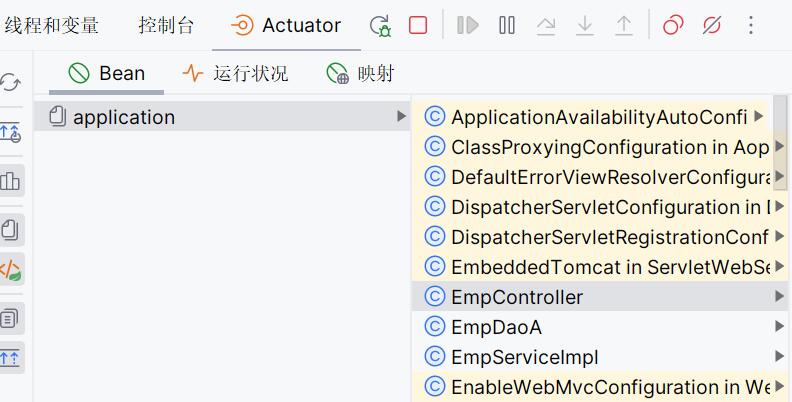 线程和变量 控制台 Actuator
Bean 运行状况 映射
application
ApplicationAvailabilityAutoConfi
ClassProxyingConfiguration in Aop
DefaultErrorViewResolverConfigura
DispatcherServletConfiguration in D
DispatcherServletRegistrationConf
EmbeddedTomcat in ServletWebSe
EmpController
EmpDaoA
EmpServiceImpl
EnableWebMvcConfiguration in We